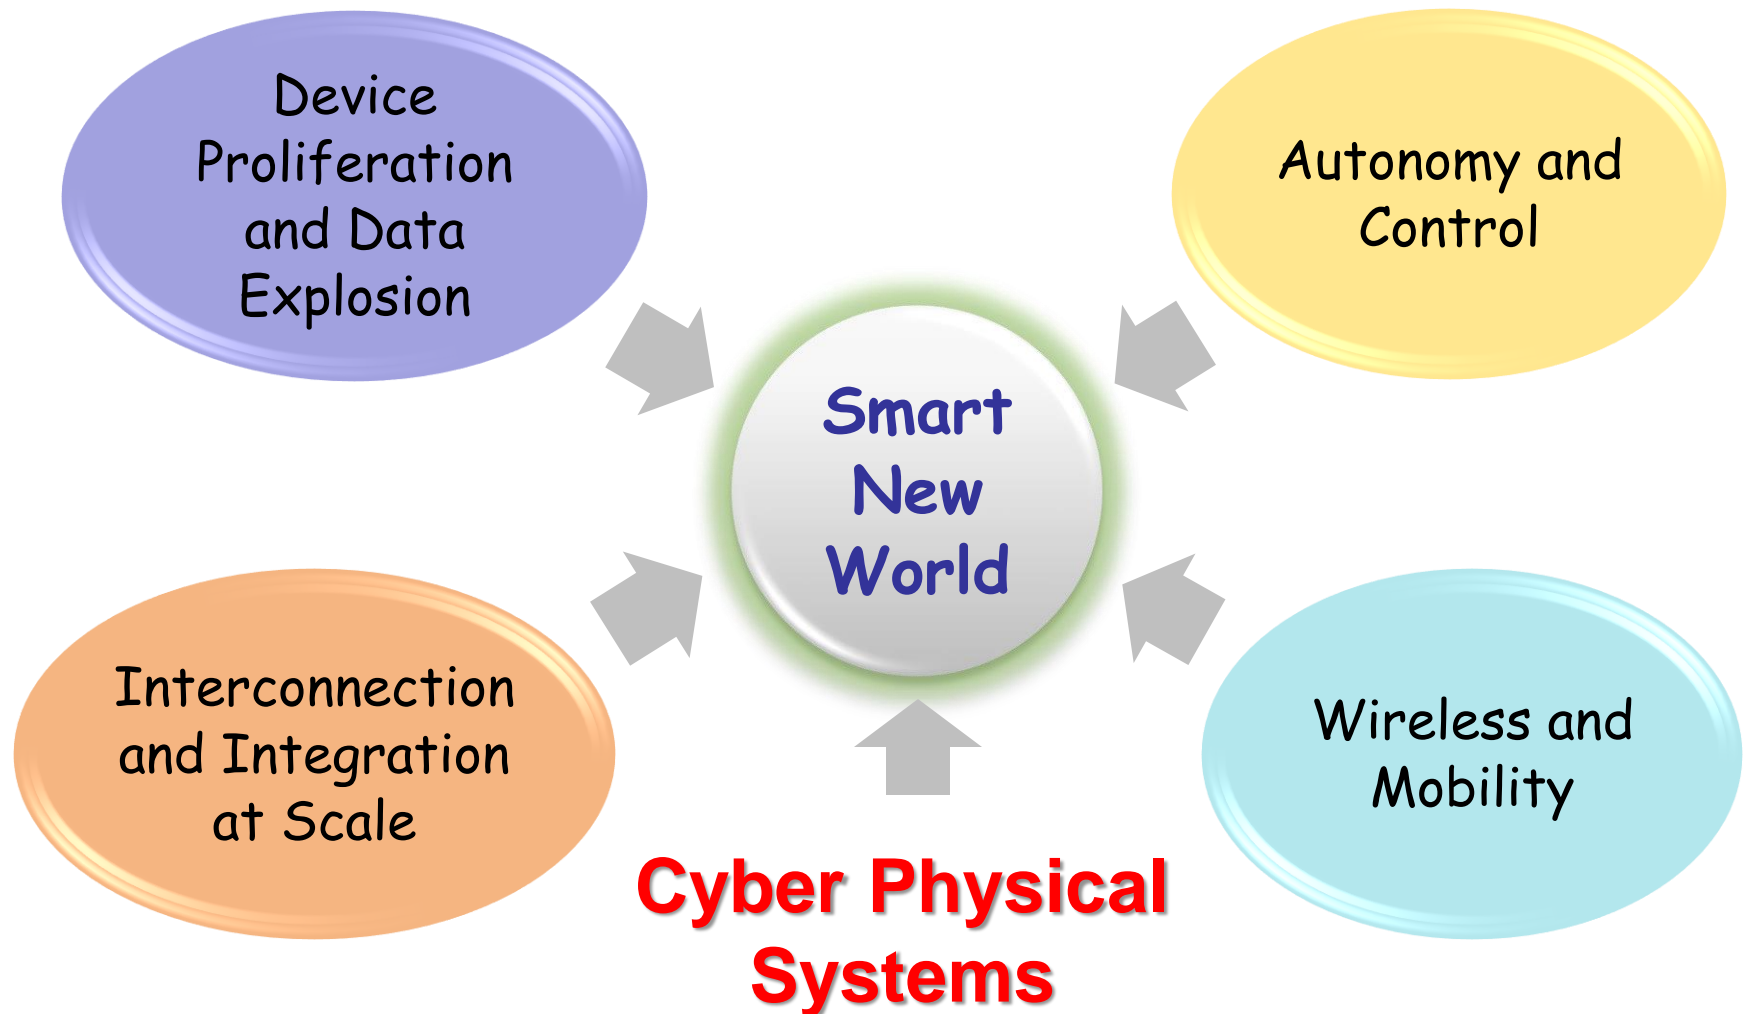 Device
Proliferation
and Data
Explosion
Autonomy and
Control
Smart
New
World
Interconnection
and Integration
at Scale
Wireless and
Mobility
Cyber Physical
Systems